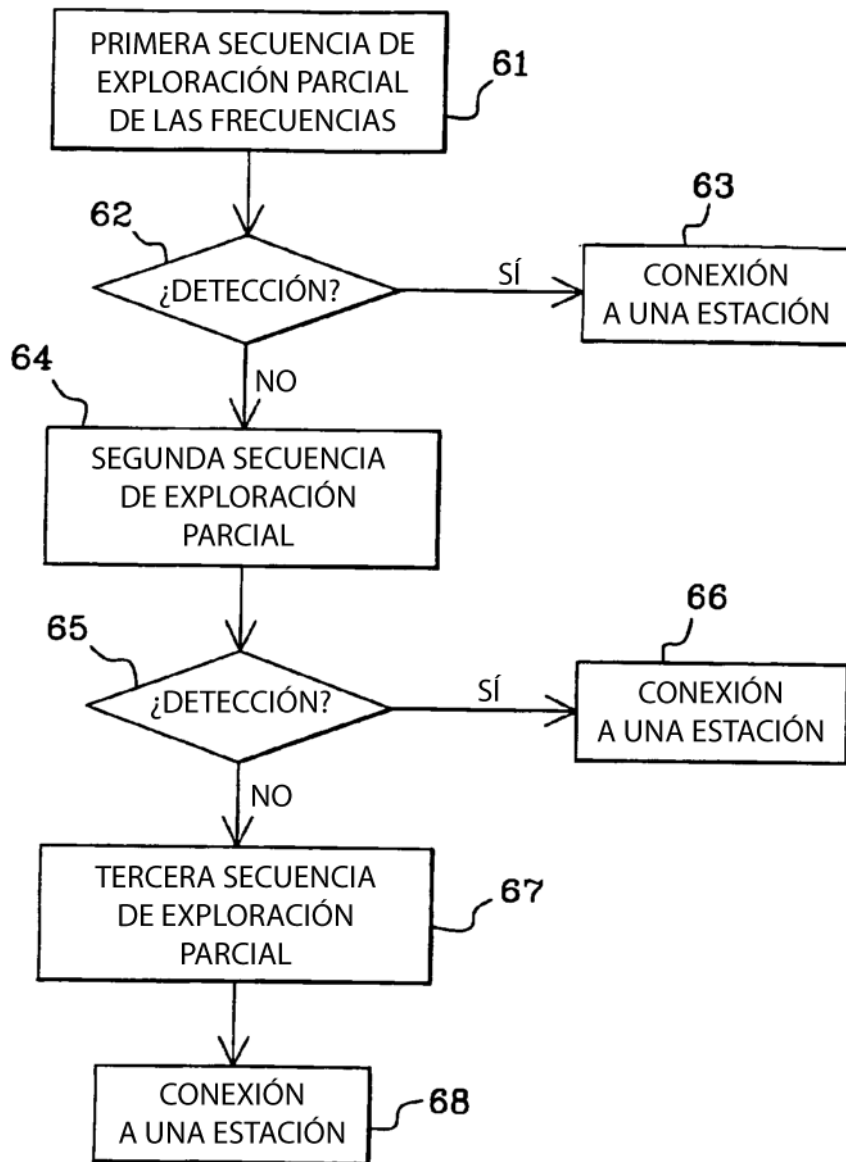 PRIMERA SECUENCIA DE
EXPLORACIÓN PARCIAL
DE LAS FRECUENCIAS
61
62
¿DETECCIÓN?
SÍ
63
CONEXIÓN
A UNA ESTACIÓN
NO
64
SEGUNDA SECUENCIA
DE EXPLORACIÓN
PARCIAL
65
¿DETECCIÓN?
SÍ
66
CONEXIÓN
A UNA ESTACIÓN
NO
TERCERA SECUENCIA
DE EXPLORACIÓN
PARCIAL
67
CONEXIÓN
A UNA ESTACIÓN
68